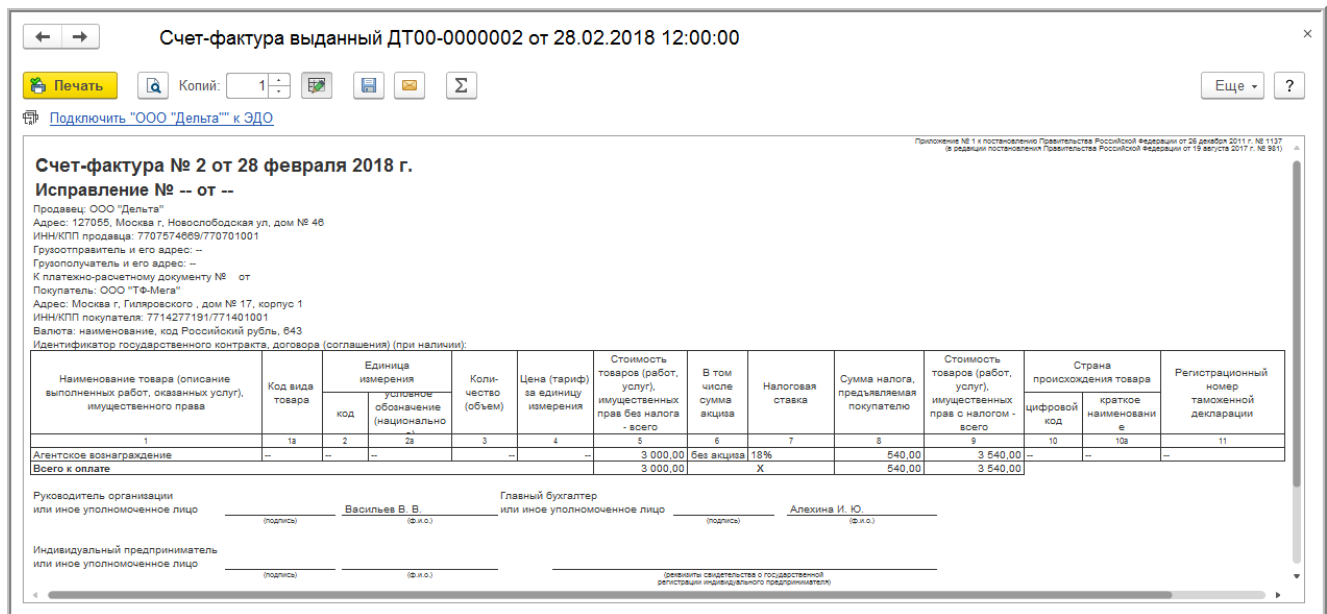 Счет-фактура выданный ДТ00-0000002 от 28.02.2018 12:00:00
Печать Копий: 1 Σ Еще ?
Подключить "ООО "Дельта"" к ЭДО
Приложение № 1 к постановлению Правительства Российской Федерации от 26 декабря 2011 г. № 1137
(в редакции постановления Правительства Российской Федерации от 19 августа 2017 г. № 981)
Счет-фактура № 2 от 28 февраля 2018 г.
Исправление № -- от --
Продавец: ООО "Дельта"
Адрес: 127055, Москва г, Новослободская ул, дом № 46
ИНН/КПП продавца: 7707574669/770701001
Грузоотправитель и его адрес: --
Грузополучатель и его адрес: --
К платежно-расчетному документу № от
Покупатель: ООО "ТФ-Мега"
Адрес: Москва г, Гиляровского , дом № 17, корпус 1
ИНН/КПП покупателя: 7714277191/771401001
Валюта: наименование, код Российский рубль, 643
Идентификатор государственного контракта, договора (соглашения) (при наличии):
Наименование товара (описание
выполненных работ, оказанных услуг),
имущественного права
Код вида
товара
Единица
измерения
код
условное
обозначение
(национально
Коли-
чество
(объем)
Цена (тариф)
за единицу
измерения
Стоимость
товаров (работ,
услуг),
имущественных
прав без налога
- всего
В том
числе
сумма
акциза
Налоговая
ставка
Сумма налога,
предъявляемая
покупателю
Стоимость
товаров (работ,
услуг),
имущественных
прав с налогом -
всего
Страна
происхождения товара
цифровой
код
краткое
наименовани
е
Регистрационный
номер
таможенной
декларации
1 1а 2 2а 3 4 5 6 7 8 9 10 10а 11
Агентское вознаграждение -- -- -- -- -- 3 000,00 без акциза 18% 540,00 3 540,00 -- -- --
Всего к оплате 3 000,00 X 540,00 3 540,00
Руководитель организации
или иное уполномоченное лицо Васильев В. В.
(подпись) (ф.и.о.)
Главный бухгалтер
или иное уполномоченное лицо Алехина И. Ю.
(подпись) (ф.и.о.)
Индивидуальный предприниматель
или иное уполномоченное лицо
(подпись) (ф.и.о.)
(реквизиты свидетельства о государственной
регистрации индивидуального предпринимателя)